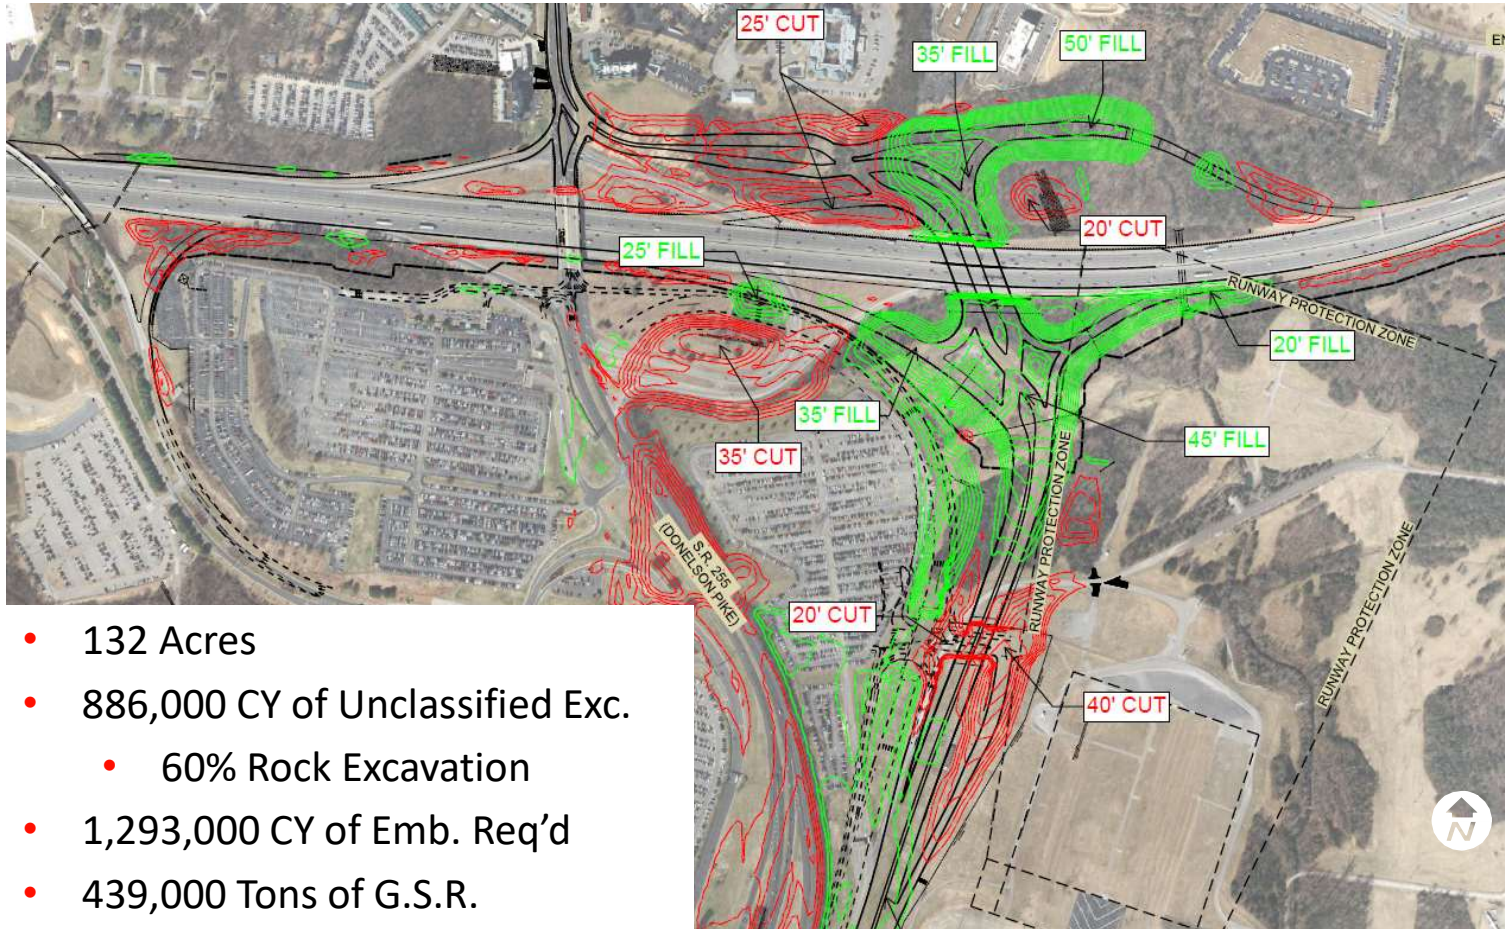 25' CUT
35' FILL
50' FILL
EN
20' CUT
25' FILL
RUNWAY PROTECTION ZONE
20' FILL
35' FILL
45' FILL
35' CUT
RUNWAY PROTECTION ZONE
RUNWAY PROTECTION ZONE
S.R. 255
(DONELSON PIKE)
20' CUT
40' CUT
N
• 132 Acres
• 886,000 CY of Unclassified Exc.
• 60% Rock Excavation
• 1,293,000 CY of Emb. Req’d
• 439,000 Tons of G.S.R.